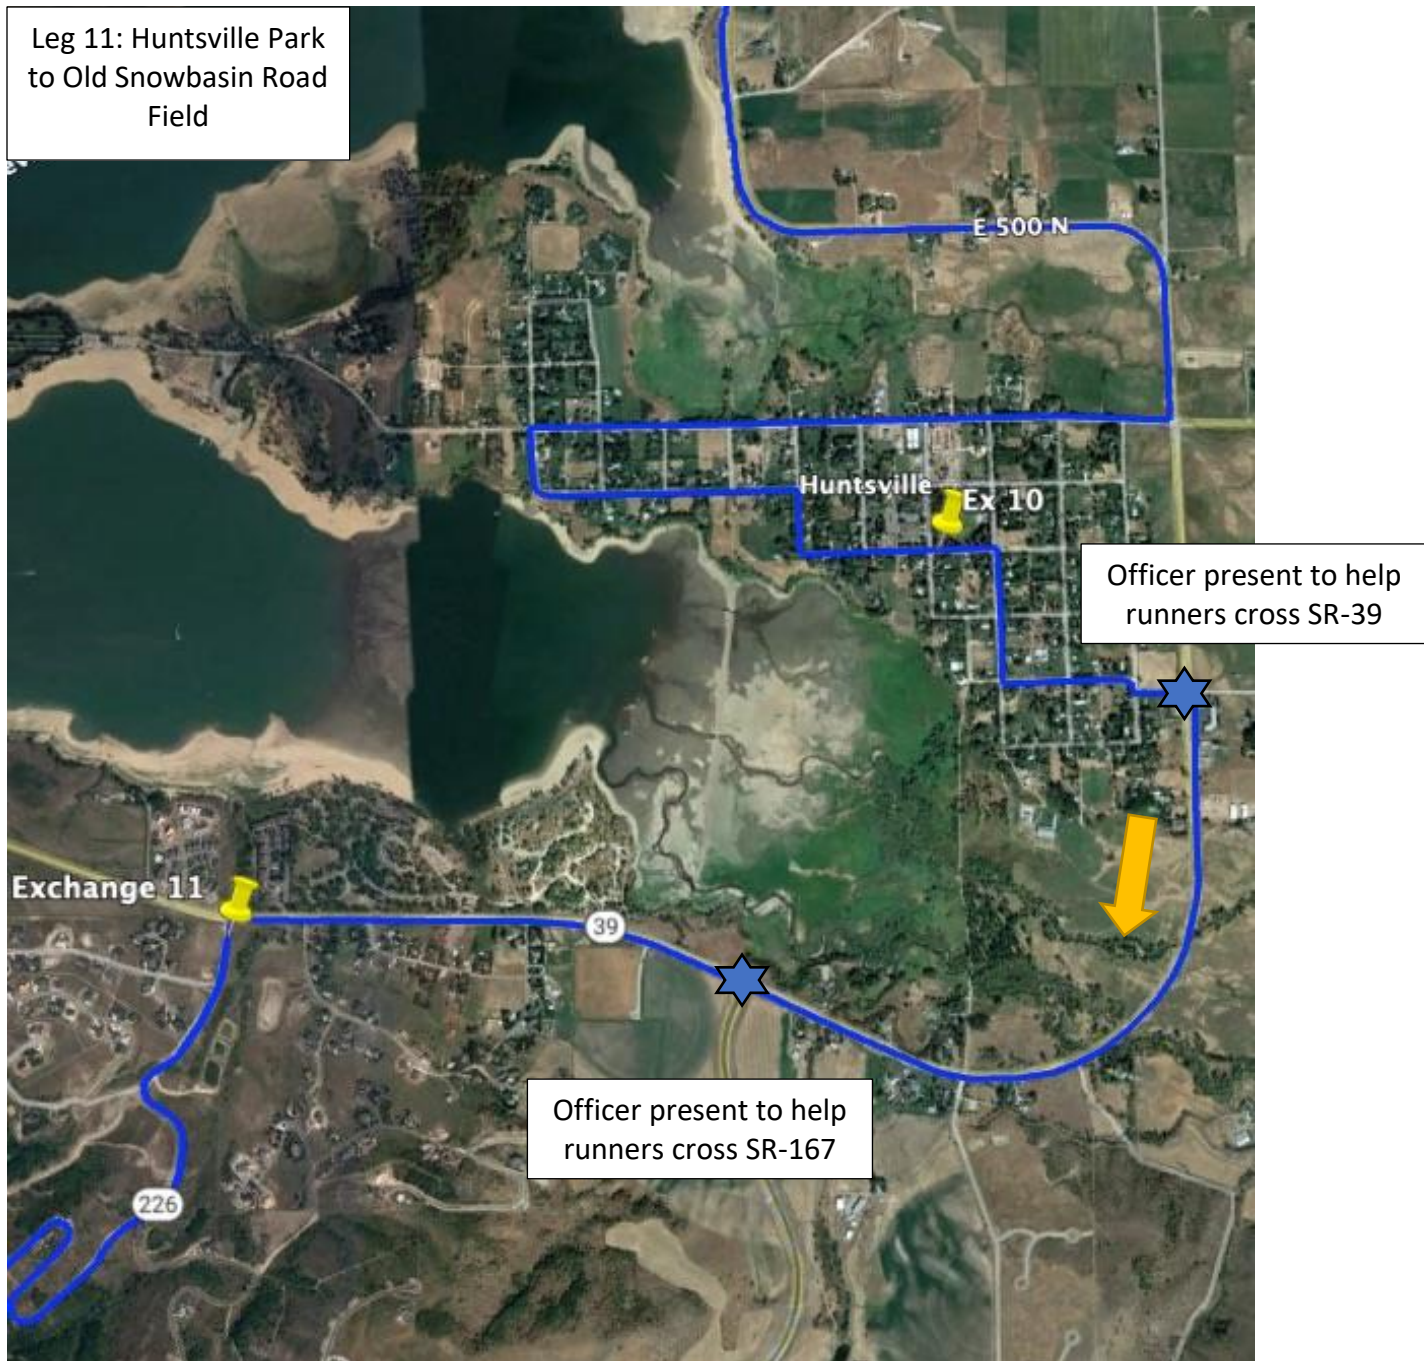 Leg 11: Huntsville Park
to Old Snowbasin Road
Field
E 500 N
Huntsville
Ex 10
Officer present to help
runners cross SR-39
Exchange 11
39
Officer present to help
runners cross SR-167
226